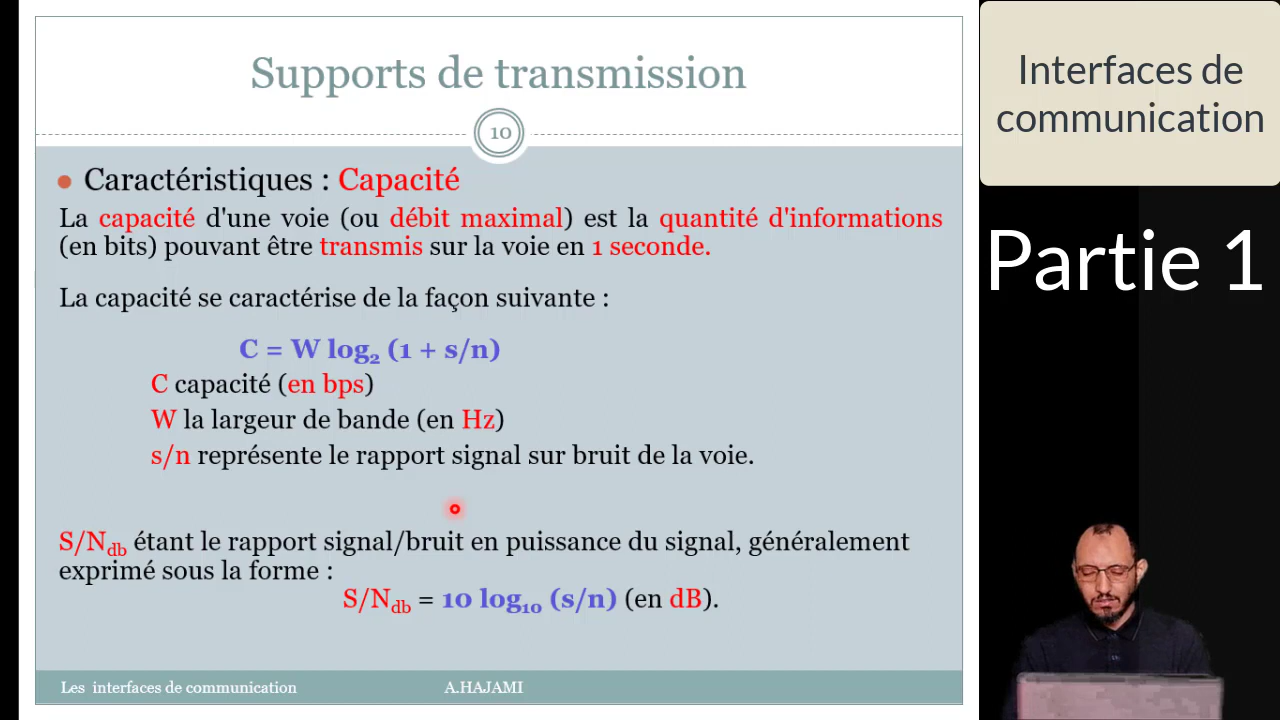 Supports de transmission
10
Caractéristiques : Capacité
La capacité d'une voie (ou débit maximal) est la quantité d'informations
(en bits) pouvant être transmis sur la voie en 1 seconde.
La capacité se caractérise de la façon suivante :
C = W log₂ (1 + s/n)
C capacité (en bps)
W la largeur de bande (en Hz)
s/n représente le rapport signal sur bruit de la voie.
S/Ndb étant le rapport signal/bruit en puissance du signal, généralement
exprimé sous la forme :
S/Ndb = 10 log₁₀ (s/n) (en dB).
Les interfaces de communication A.HAJAMI
Interfaces de
communication
Partie 1